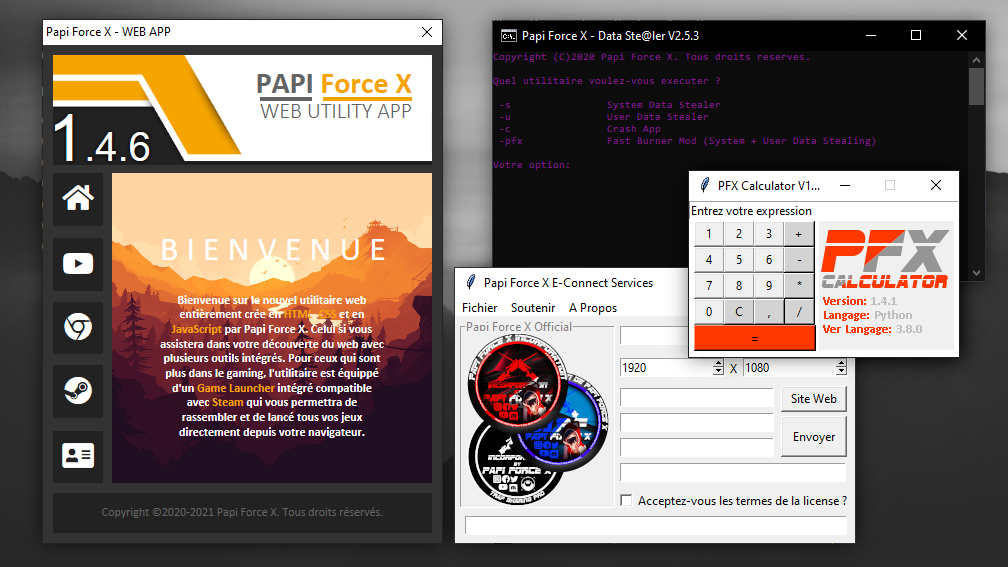 Papi Force X - WEB APP
PAPI Force X
WEB UTILITY APP
1.4.6
BIENVENUE
Bienvenue sur le nouvel utilitaire web
entièrement crée en HTML, CSS et en
JavaScript par Papi Force X. Celui si vous
assistera dans votre découverte du web avec
plusieurs outils intégrés. Pour ceux qui sont
plus dans le gaming, l'utilitaire est équippé
d'un Game Launcher intégré compatible
avec Steam qui vous permettra de
rassembler et de lancé tous vos jeux
directement depuis votre navigateur.
Copyright ©2020-2021 Papi Force X. Tous droits réservés.
Papi Force X - Data Ste@ler V2.5.3
Copyright (C)2020 Papi Force X. Tous droits reserves.
Quel utilitaire voulez-vous executer ?
-s System Data Stealer
-u User Data Stealer
-c Crash App
-pfx Fast Burner Mod (System + User Data Stealing)
Votre option:
PFX Calculator V1...
Entrez votre expression
1 2 3 +
4 5 6 -
7 8 9 *
0 C , /
=
PFX
CALCULATOR
Version: 1.4.1
Langage: Python
Ver Langage: 3.8.0
Papi Force X E-Connect Services
Fichier Soutenir A Propos
Papi Force X Official
1920 X 1080
Site Web
Envoyer
Acceptez-vous les termes de la license ?
PAPI FORCE X